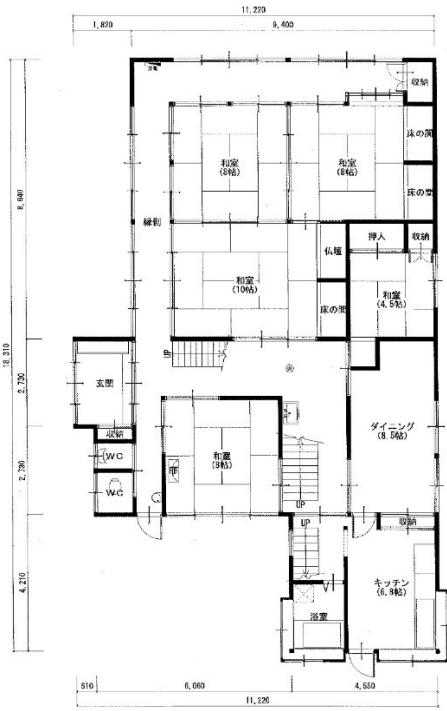 11,220
1,820
9,400
収納
床の間
和室
(8帖)
和室
(8帖)
床の間
8,640
縁側
仏壇
押入
収納
和室
(10帖)
和室
(4.5帖)
床の間
18,310
UP
玄関
2,730
ダイニング
(8.5帖)
収納
和室
(8帖)
WC
2,730
WC
UP
UP
収納
キッチン
(6.8帖)
4,210
浴室
510
6,060
4,550
11,220